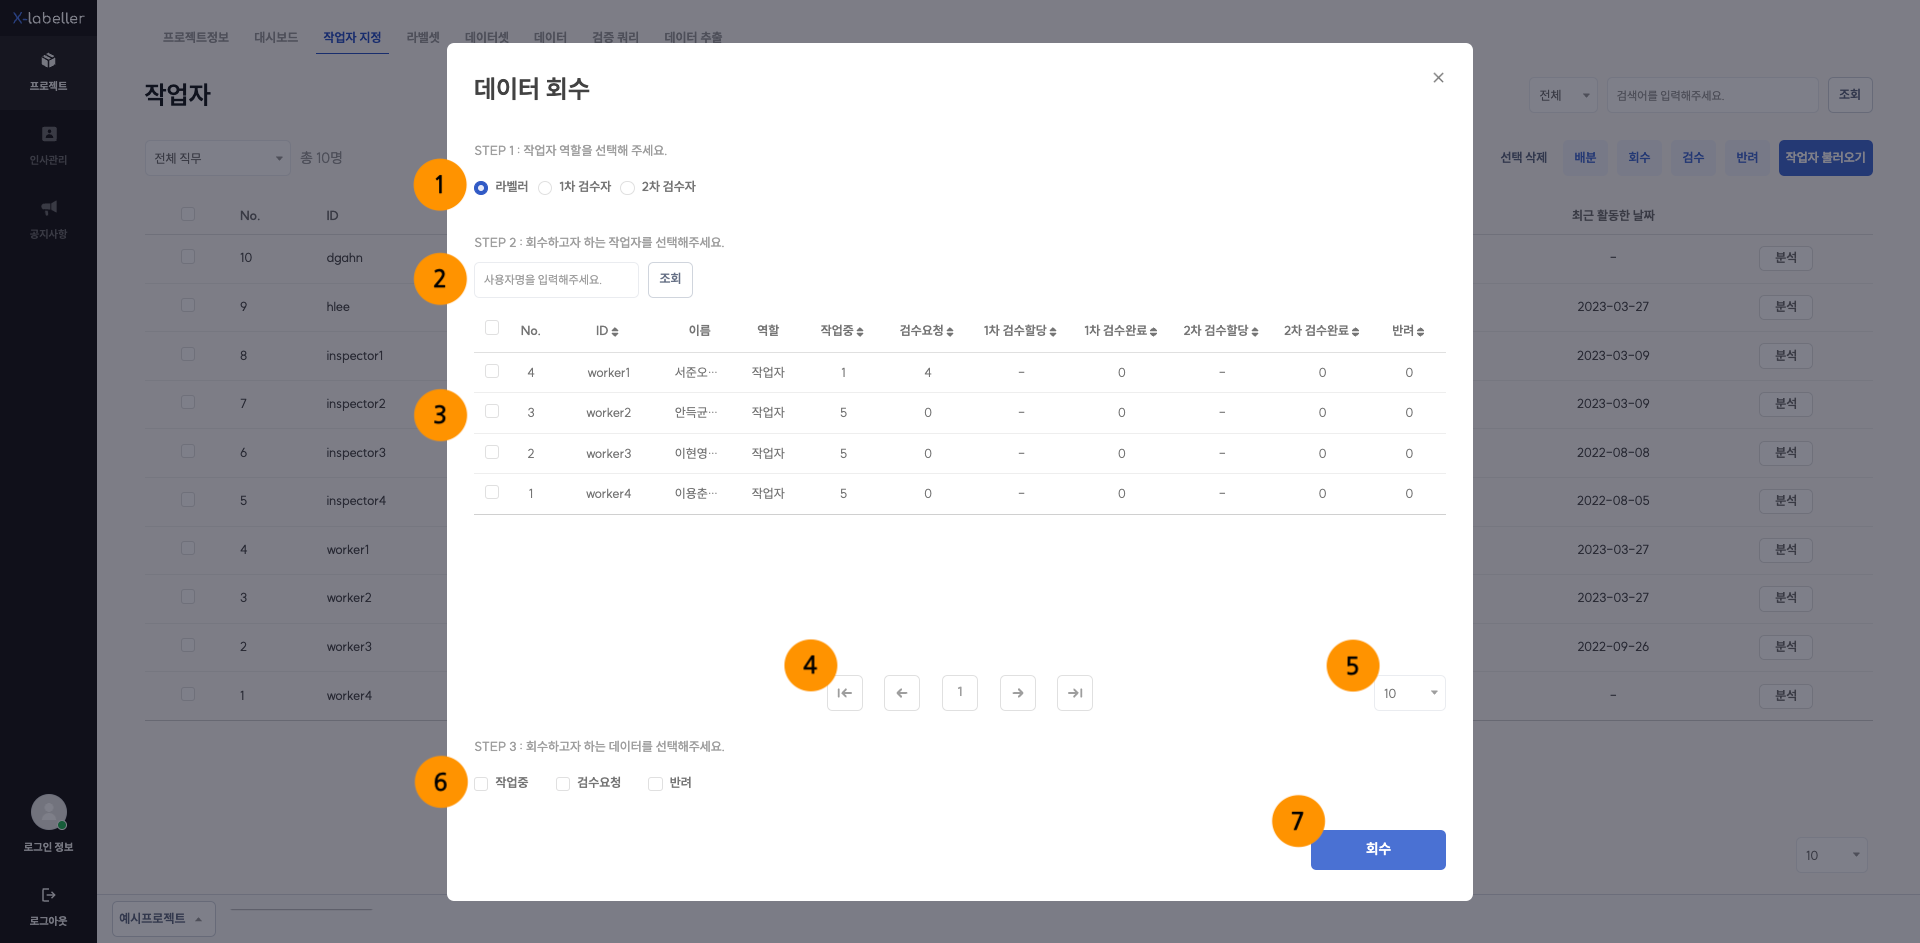 X-labeller
프로젝트
인사관리
공지사항
로그인 정보
로그아웃
프로젝트정보 대시보드 작업자 지정 라벨셋 데이터셋 데이터 검증 쿼리 데이터 추출
작업자
전체 검색어를 입력해주세요. 조회
전체 직무 총 10명
선택 삭제 배분 회수 검수 반려 작업자 불러오기
No. ID 최근 활동한 날짜
10 dgahn - 분석
9 hlee 2023-03-27 분석
8 inspector1 2023-03-09 분석
7 inspector2 2023-03-09 분석
6 inspector3 2022-08-08 분석
5 inspector4 2022-08-05 분석
4 worker1 2023-03-27 분석
3 worker2 2023-03-27 분석
2 worker3 2022-09-26 분석
1 worker4 - 분석
10
예시프로젝트
데이터 회수
STEP 1 : 작업자 역할을 선택해 주세요.
1 라벨러 1차 검수자 2차 검수자
STEP 2 : 회수하고자 하는 작업자를 선택해주세요.
2 사용자명을 입력해주세요. 조회
No. ID 이름 역할 작업중 검수요청 1차 검수할당 1차 검수완료 2차 검수할당 2차 검수완료 반려
4 worker1 서준오... 작업자 1 4 - 0 - 0 0
3
3 worker2 안득균... 작업자 5 0 - 0 - 0 0
2 worker3 이현영... 작업자 5 0 - 0 - 0 0
1 worker4 이용춘... 작업자 5 0 - 0 - 0 0
4 1
5 10
STEP 3 : 회수하고자 하는 데이터를 선택해주세요.
6 작업중 검수요청 반려
7 회수